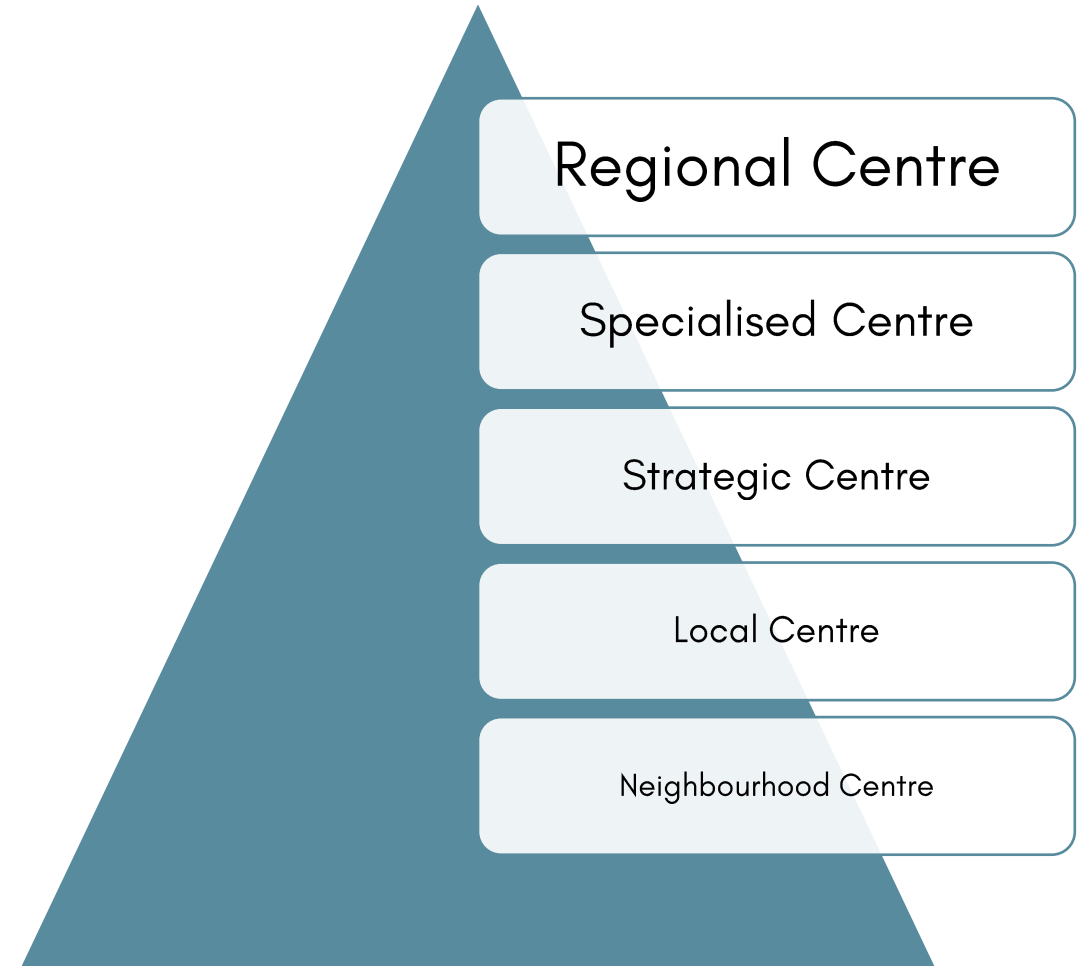 Regional Centre
Specialised Centre
Strategic Centre
Local Centre
Neighbourhood Centre